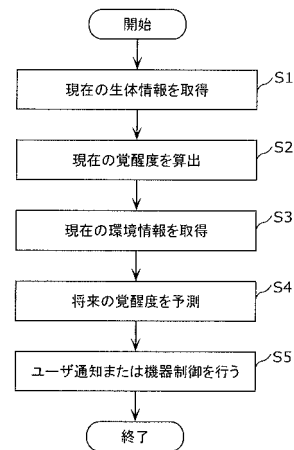 開始
現在の生体情報を取得
S1
現在の覚醒度を算出
S2
現在の環境情報を取得
S3
将来の覚醒度を予測
S4
ユーザ通知または機器制御を行う
S5
終了